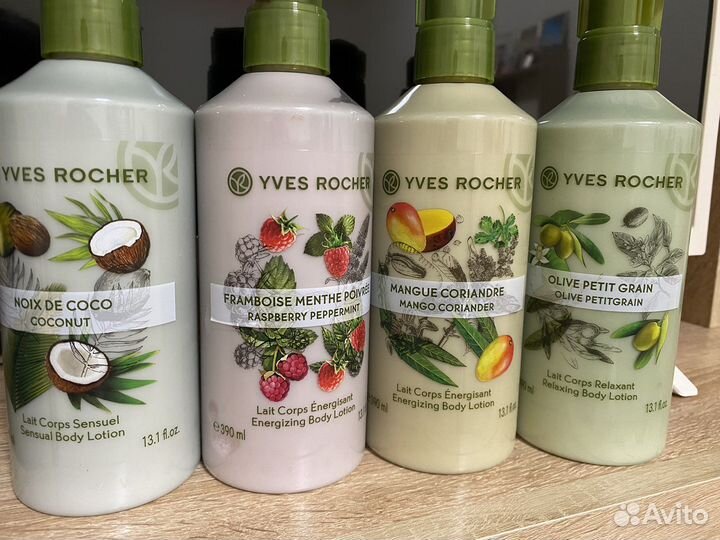 YVES ROCHER
NOIX DE COCO
COCONUT
Lait Corps Sensuel
Sensual Body Lotion
13.1 fl.oz.
YVES ROCHER
FRAMBOISE MENTHE POIVRÉE
RASPBERRY PEPPERMINT
Lait Corps Énergisant
Energizing Body Lotion
e 390 ml
YVES ROCHER
MANGUE CORIANDRE
MANGO CORIANDER
Lait Corps Énergisant
Energizing Body Lotion
13.1 fl.oz.
YVES ROCHER
OLIVE PETIT GRAIN
OLIVE PETITGRAIN
Lait Corps Relaxant
Relaxing Body Lotion
13.1 fl.o
Avito